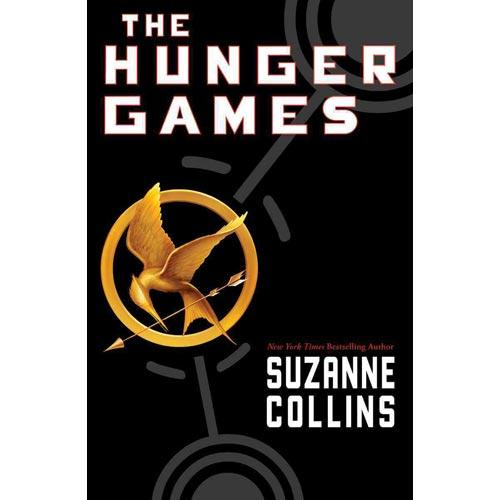 THE
HUNGER
GAMES
New York Times Bestselling Author
SUZANNE
COLLINS